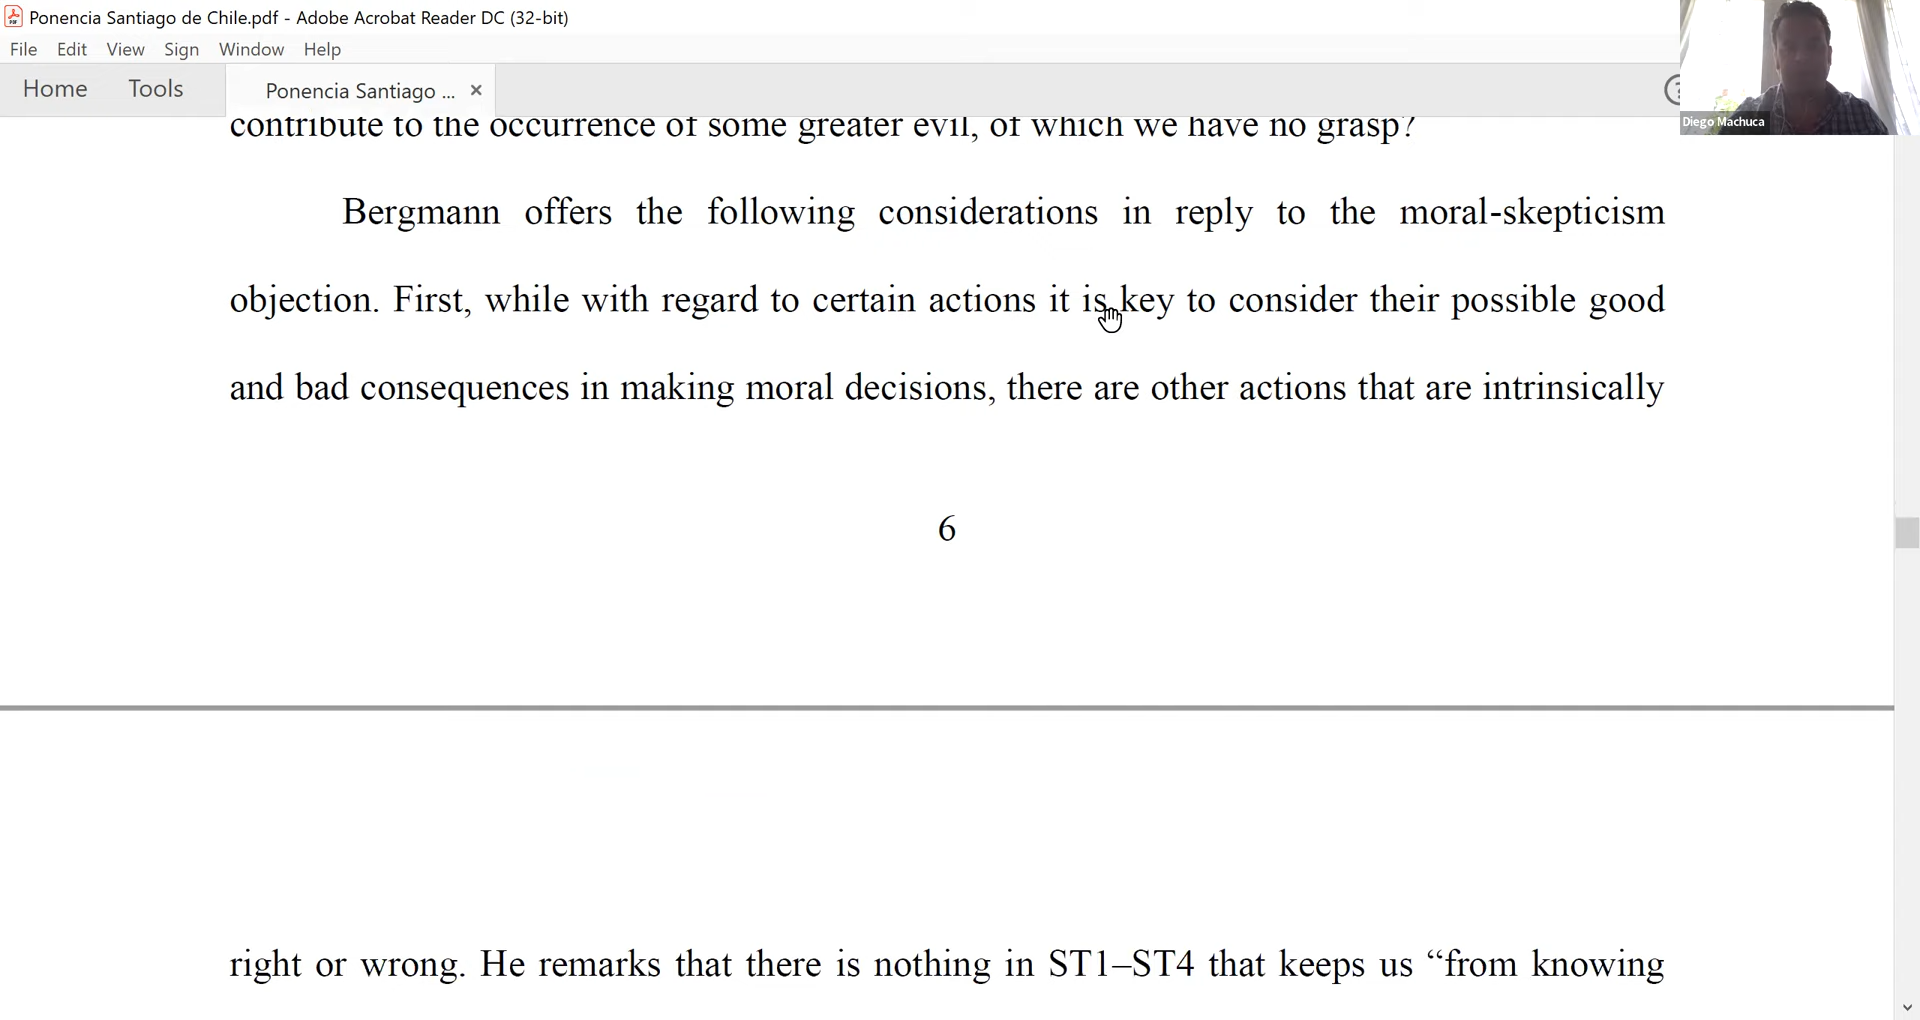 Ponencia Santiago de Chile.pdf - Adobe Acrobat Reader DC (32-bit)
File Edit View Sign Window Help
Home Tools Ponencia Santiago ... ×
Diego Machuca
contribute to the occurrence of some greater evil, of which we have no grasp?
Bergmann offers the following considerations in reply to the moral-skepticism
objection. First, while with regard to certain actions it is key to consider their possible good
and bad consequences in making moral decisions, there are other actions that are intrinsically
6
right or wrong. He remarks that there is nothing in ST1–ST4 that keeps us “from knowing